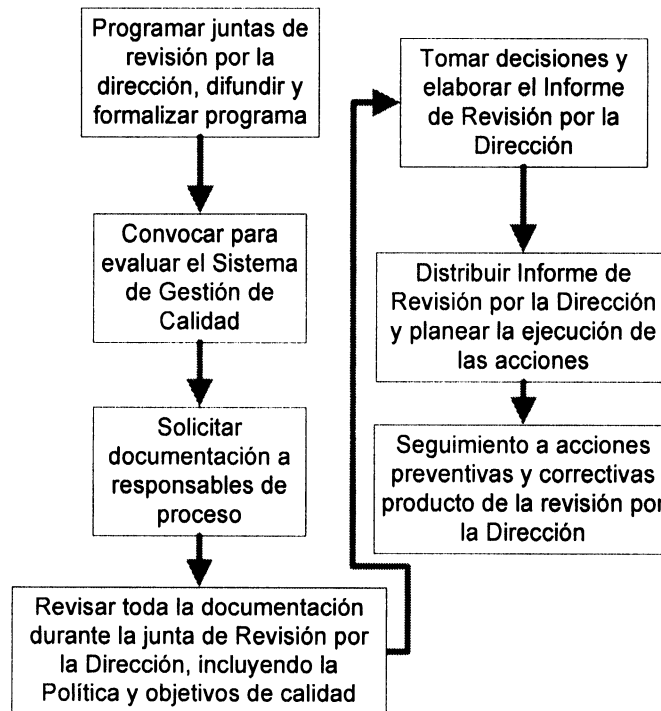 Programar juntas de
revisión por la
dirección, difundir y
formalizar programa
Convocar para
evaluar el Sistema
de Gestión de
Calidad
Solicitar
documentación a
responsables de
proceso
Revisar toda la documentación
durante la junta de Revisión por
la Dirección, incluyendo la
Política y objetivos de calidad
Tomar decisiones y
elaborar el Informe
de Revisión por la
Dirección
Distribuir Informe de
Revisión por la Dirección
y planear la ejecución de
las acciones
Seguimiento a acciones
preventivas y correctivas
producto de la revisión por
la Dirección